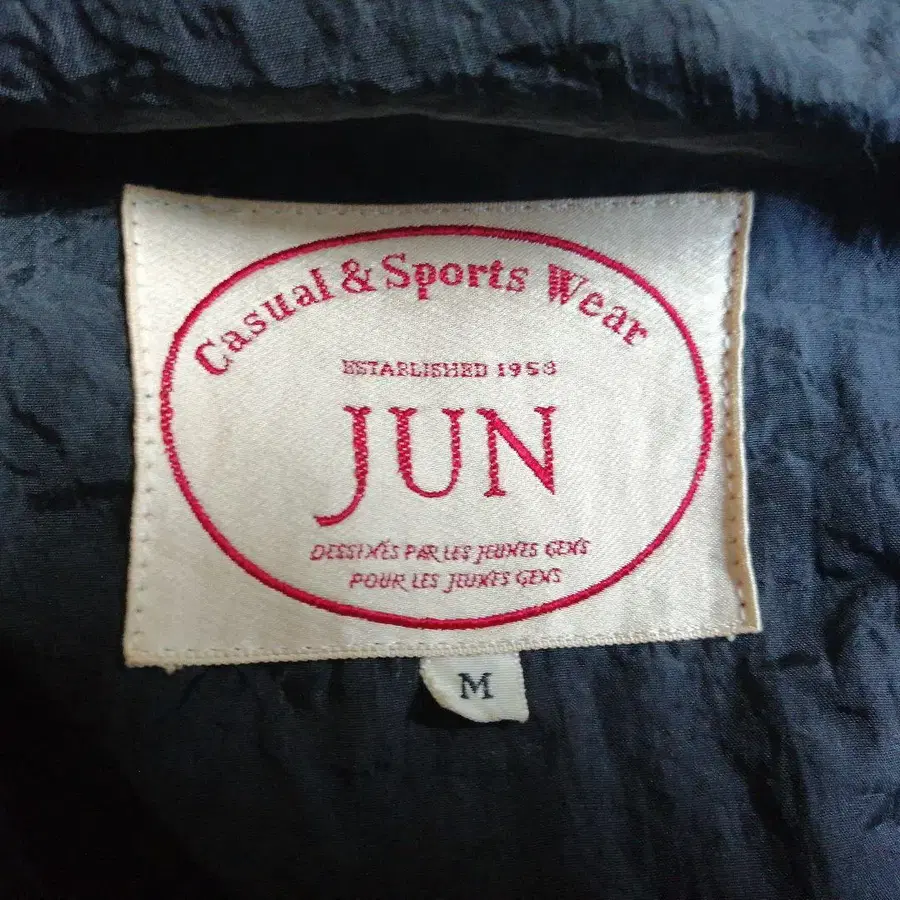 Casual & Sports Wear
ESTABLISHED 1958
JUN
DESSINÉS PAR LES JEUNES GENS
POUR LES JEUNES GENS
M